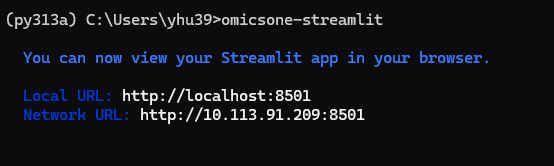 (py313a) C:\Users\yhu39>omicsone-streamlit
You can now view your Streamlit app in your browser.
Local URL: http://localhost:8501
Network URL: http://10.113.91.209:8501